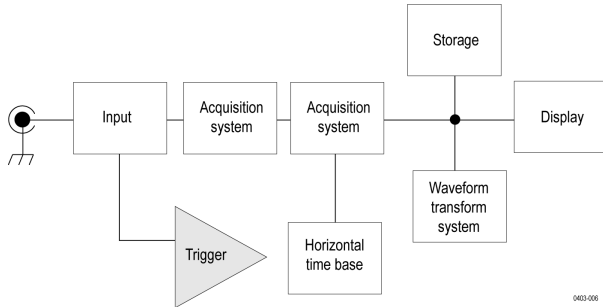 Storage
Input
Acquisition
system
Acquisition
system
Display
Waveform
transform
system
Trigger
Horizontal
time base
0403-006